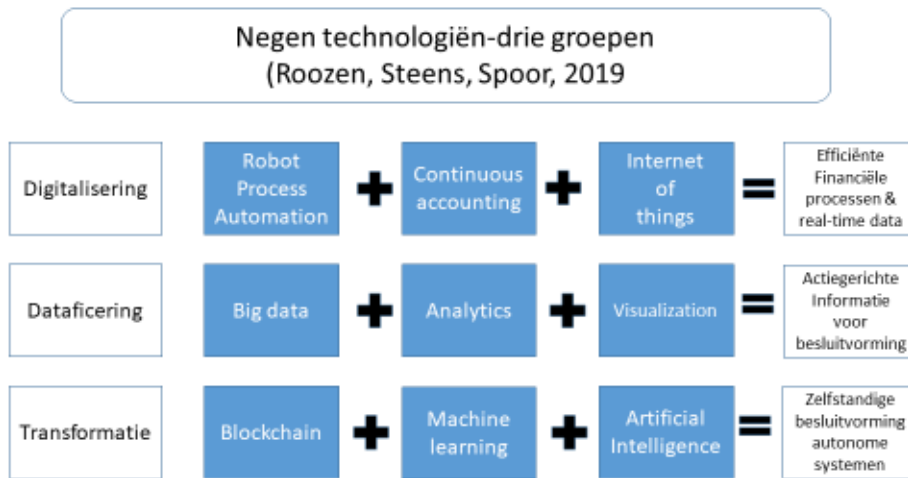 Negen technologiën-drie groepen
(Roozen, Steens, Spoor, 2019
Digitalisering
Robot
Process
Automation
+
Continuous
accounting
+
Internet
of
things
=
Efficiënte
Financiële
processen &
real-time data
Dataficering
Big data
+
Analytics
+
Visualization
=
Actiegerichte
Informatie
voor
besluitvorming
Transformatie
Blockchain
+
Machine
learning
+
Artificial
Intelligence
=
Zelfstandige
besluitvorming
autonome
systemen